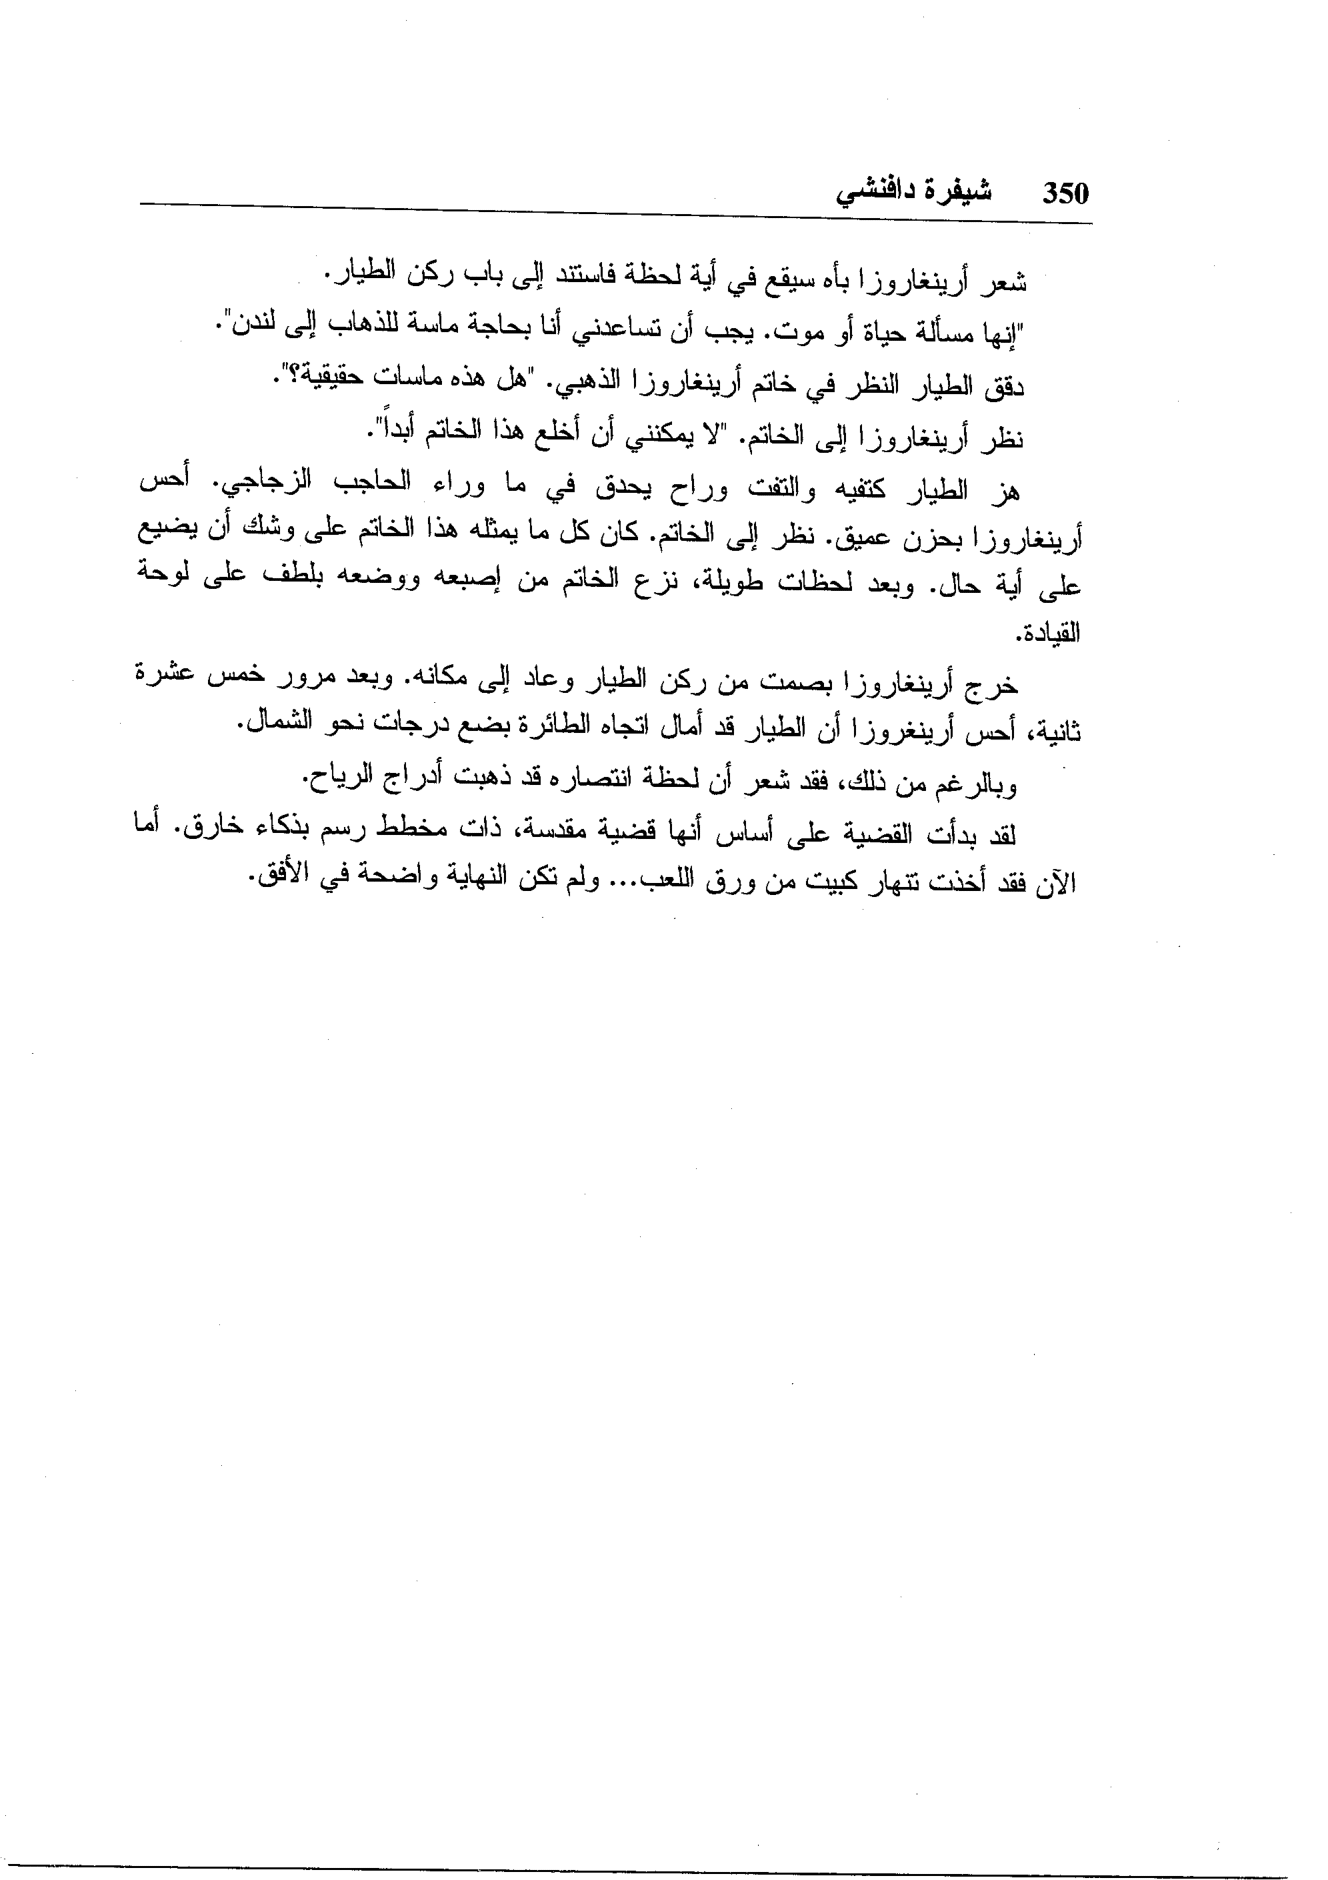 350 شيفرة دافنشي
شعر أرينغاروزا بأه سيقع في أية لحظة فاستند إلى باب ركن الطيار.
"إنها مسألة حياة أو موت. يجب أن تساعدني أنا بحاجة ماسة للذهاب إلى لندن".
دقق الطيار النظر في خاتم أرينغاروزا الذهبي. "هل هذه ماسات حقيقية؟".
نظر أرينغاروزا إلى الخاتم. "لا يمكنني أن أخلع هذا الخاتم أبداً".
هز الطيار كتفيه والتفت وراح يحدق في ما وراء الحاجب الزجاجي. أحس
أرينغاروزا بحزن عميق. نظر إلى الخاتم. كان كل ما يمثله هذا الخاتم على وشك أن يضيع
على أية حال. وبعد لحظات طويلة، نزع الخاتم من إصبعه ووضعه بلطف على لوحة
القيادة.
خرج أرينغاروزا بصمت من ركن الطيار وعاد إلى مكانه. وبعد مرور خمس عشرة
ثانية، أحس أرينغروزا أن الطيار قد أمال اتجاه الطائرة بضع درجات نحو الشمال.
وبالرغم من ذلك، فقد شعر أن لحظة انتصاره قد ذهبت أدراج الرياح.
لقد بدأت القضية على أساس أنها قضية مقدسة، ذات مخطط رسم بذكاء خارق. أما
الآن فقد أخذت تنهار كبيت من ورق اللعب... ولم تكن النهاية واضحة في الأفق.